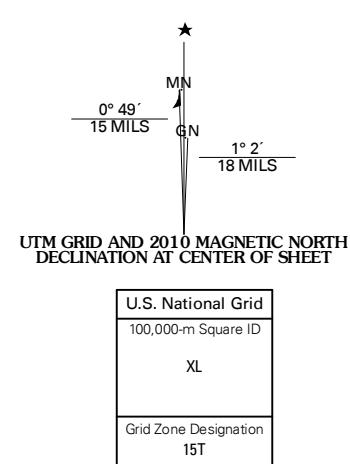 MN
0° 49´
15 MILS
GN
1° 2´
18 MILS
UTM GRID AND 2010 MAGNETIC NORTH
DECLINATION AT CENTER OF SHEET
U.S. National Grid
100,000-m Square ID
XL
Grid Zone Designation
15T